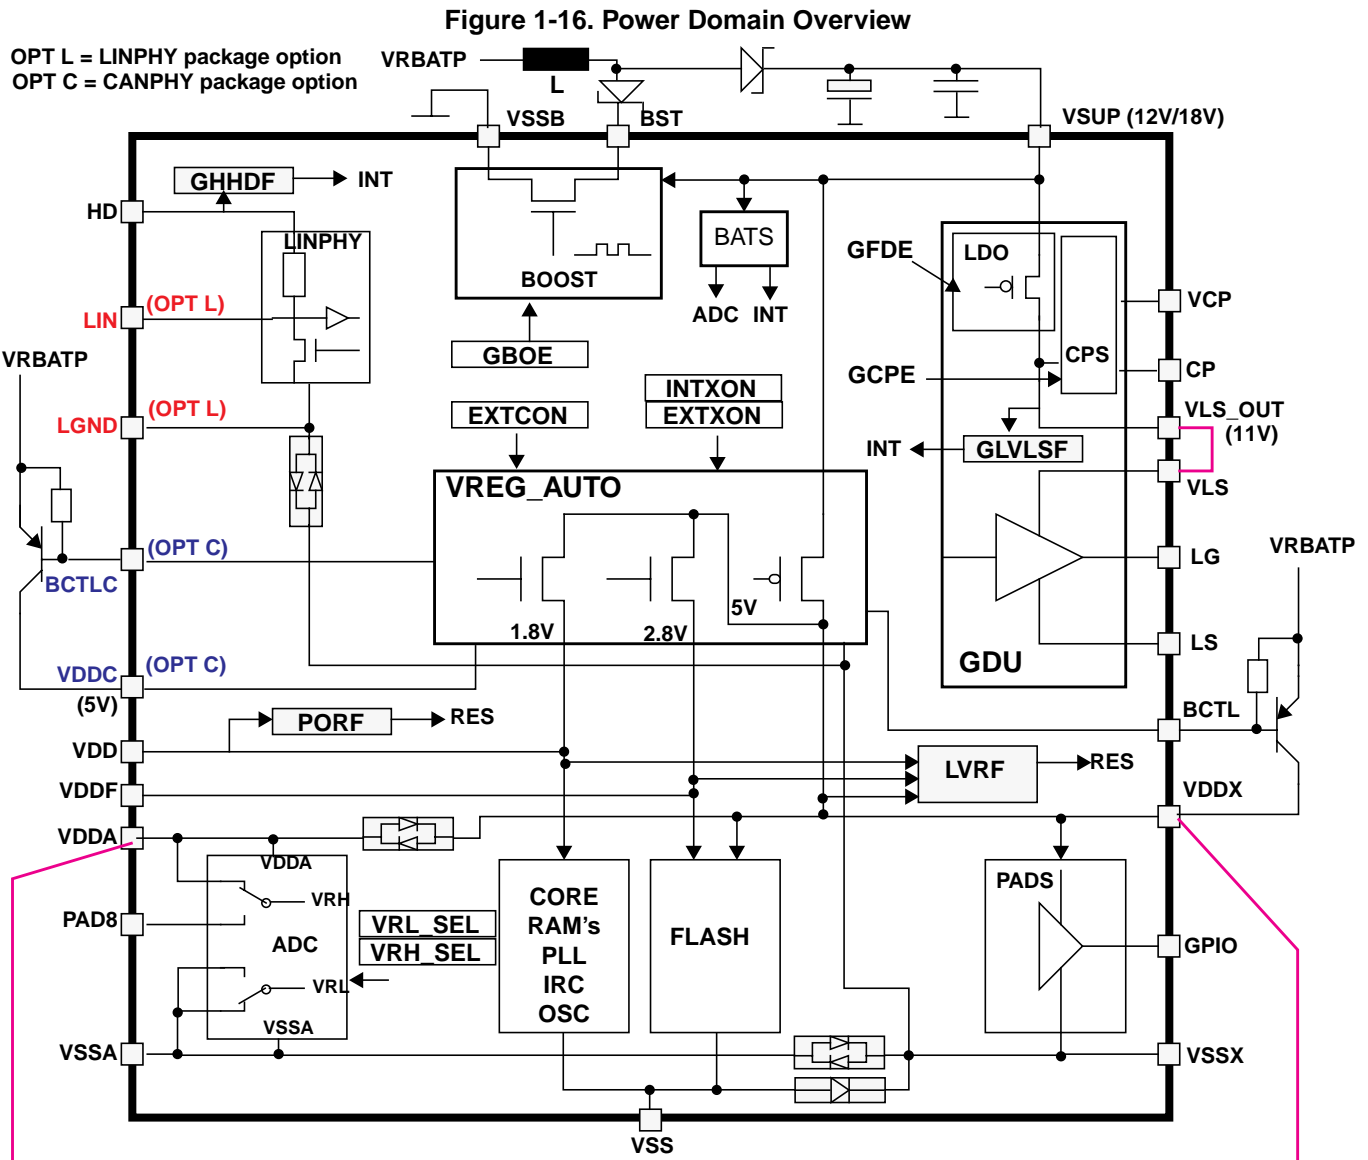 Figure 1-16. Power Domain Overview
OPT L = LINPHY package option
OPT C = CANPHY package option
VRBATP
L
VSSB
BST
VSUP (12V/18V)
GHHDF
INT
HD
LINPHY
BOOST
BATS
ADC
INT
GFDE
LDO
CPS
VCP
LIN
(OPT L)
GBOE
GCPE
CP
VRBATP
INTXON
EXTXON
EXTCON
LGND
(OPT L)
VLS_OUT
(11V)
INT
GLVLSF
VLS
VREG_AUTO
(OPT C)
BCTLC
LG
VRBATP
5V
1.8V
2.8V
LS
GDU
VDDC
(OPT C)
(5V)
PORF
RES
BCTL
VDD
LVRF
RES
VDDF
VDDX
VDDA
VDDA
VRH
PAD8
ADC
VRL_SEL
VRH_SEL
VRL
VSSA
CORE
RAM's
PLL
IRC
OSC
FLASH
PADS
GPIO
VSSA
VSSX
VSS